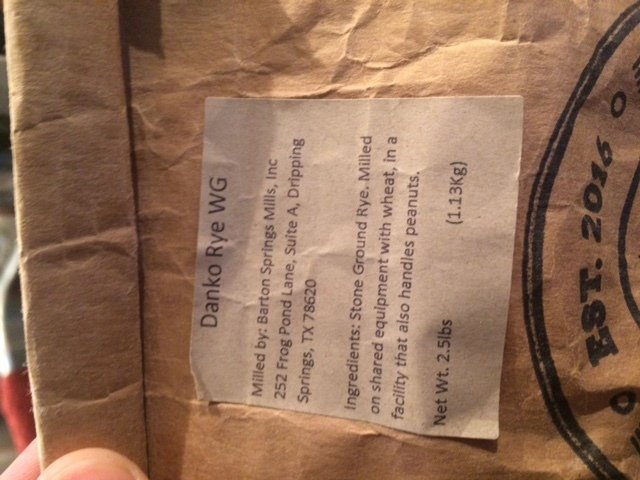 Danko Rye WG
Milled by: Barton Springs Mills, Inc
252 Frog Pond Lane, Suite A, Dripping
Springs, TX 78620
Ingredients: Stone Ground Rye. Milled
on shared equipment with wheat, in a
facility that also handles peanuts.
Net Wt. 2.5lbs (1.13Kg)
EST. 2016